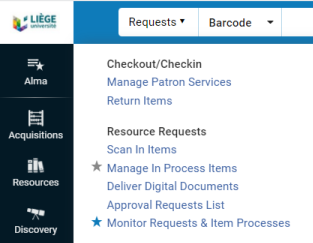 LIÈGE
université
Requests ▼ Barcode
Alma
Acquisitions
Resources
Discovery
Checkout/Checkin
Manage Patron Services
Return Items
Resource Requests
Scan In Items
Manage In Process Items
Deliver Digital Documents
Approval Requests List
Monitor Requests & Item Processes